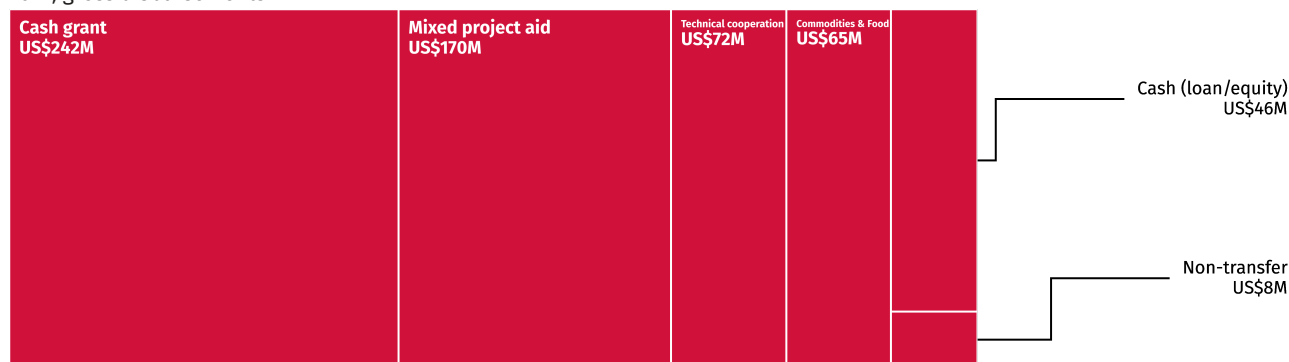 Cash grant
US$242M
Mixed project aid
US$170M
Technical cooperation
US$72M
Commodities & Food
US$65M
Cash (loan/equity)
US$46M
Non-transfer
US$8M